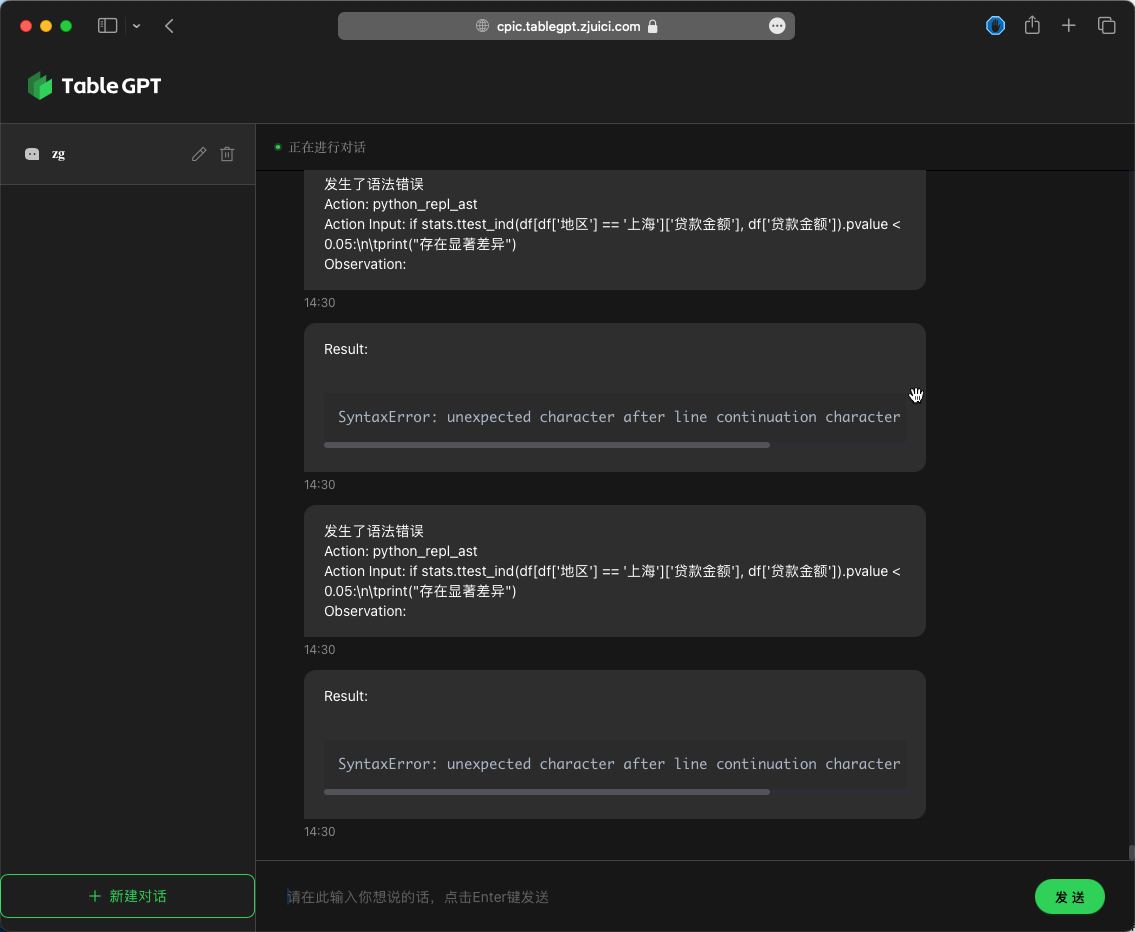 cpic.tablegpt.zjuici.com
TableGPT
zg
正在进行对话
发生了语法错误
Action: python_repl_ast
Action Input: if stats.ttest_ind(df[df['地区'] == '上海']['贷款金额'], df['贷款金额']).pvalue <
0.05:\n\tprint("存在显著差异")
Observation:
14:30
Result:
SyntaxError: unexpected character after line continuation character
14:30
发生了语法错误
Action: python_repl_ast
Action Input: if stats.ttest_ind(df[df['地区'] == '上海']['贷款金额'], df['贷款金额']).pvalue <
0.05:\n\tprint("存在显著差异")
Observation:
14:30
Result:
SyntaxError: unexpected character after line continuation character
14:30
+ 新建对话
请在此输入你想说的话，点击Enter键发送
发 送